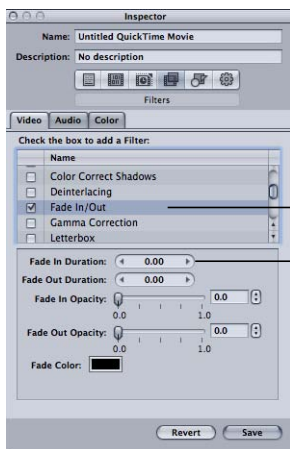 Inspector
Name: Untitled QuickTime Movie
Description: No description
Filters
Video Audio Color
Check the box to add a Filter:
Name
Color Correct Shadows
Deinterlacing
Fade In/Out
Gamma Correction
Letterbox
Fade In Duration: 0.00
Fade Out Duration: 0.00
Fade In Opacity: 0.0
0.0 1.0
Fade Out Opacity: 0.0
0.0 1.0
Fade Color:
Revert Save